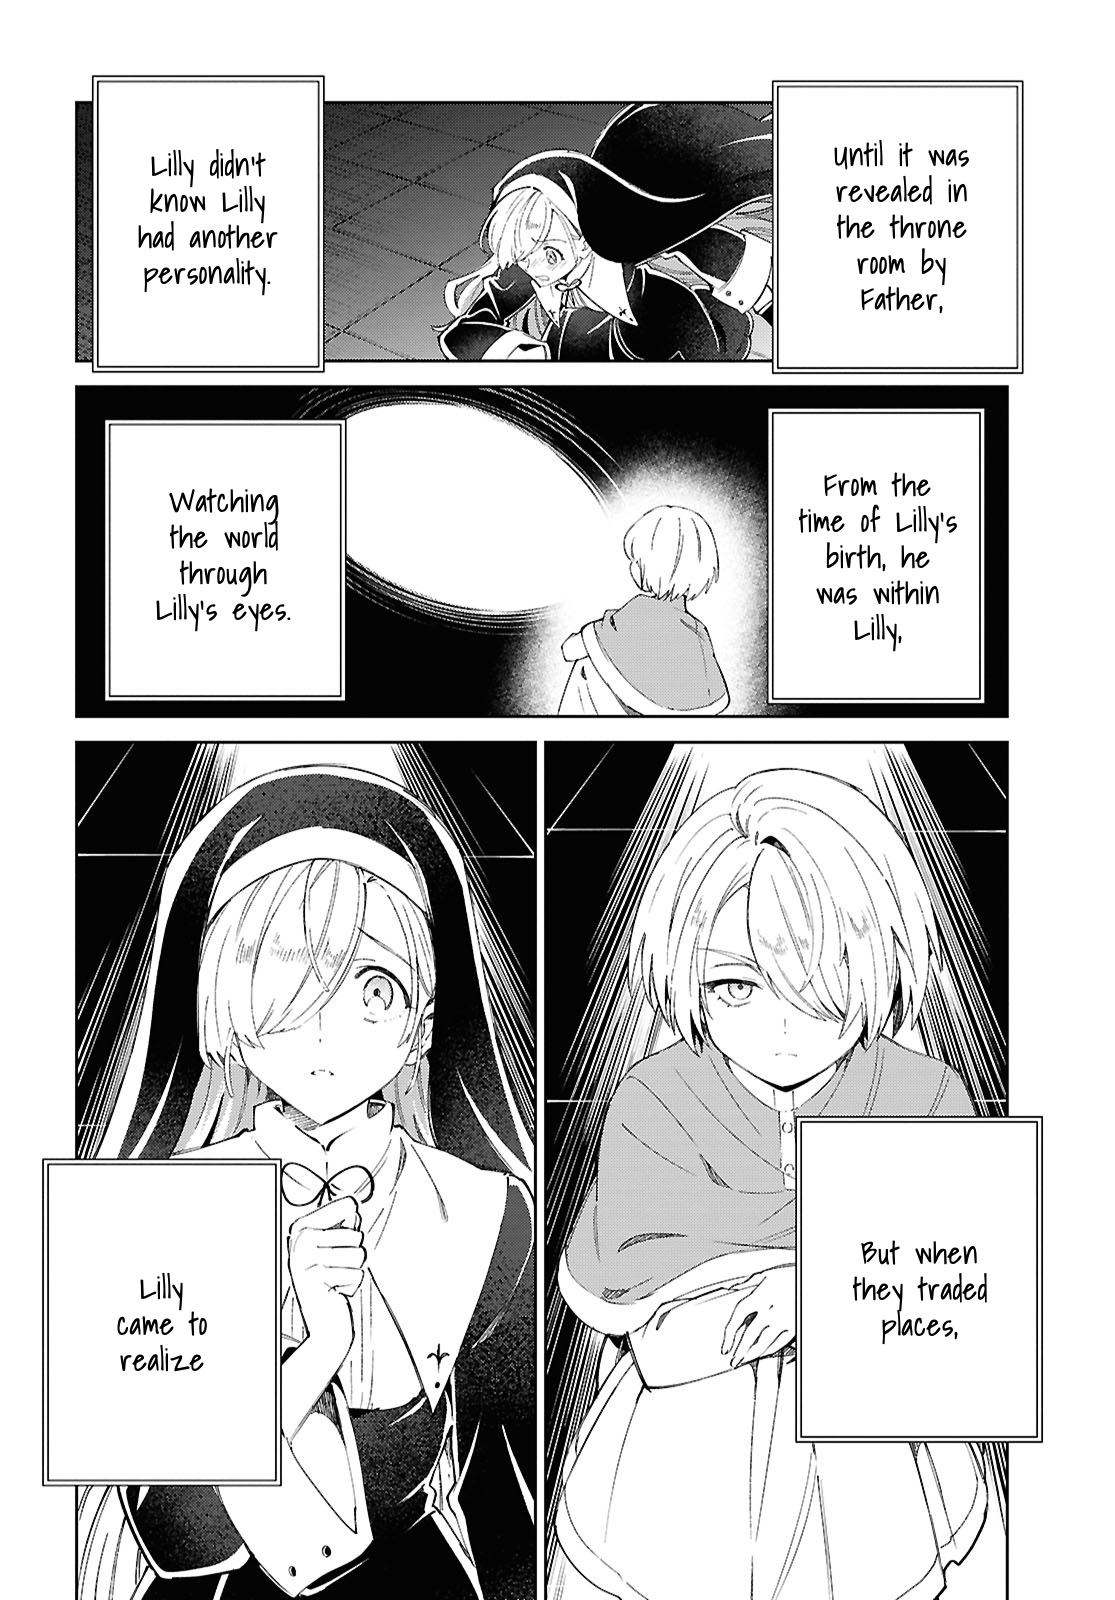 Until it was
revealed in
the throne
room by
Father,
Lilly didn't
know Lilly
had another
personality.
From the
time of Lilly's
birth, he
was within
Lilly,
Watching
the world
through
Lilly's eyes.
But when
they traded
places,
Lilly
came to
realize